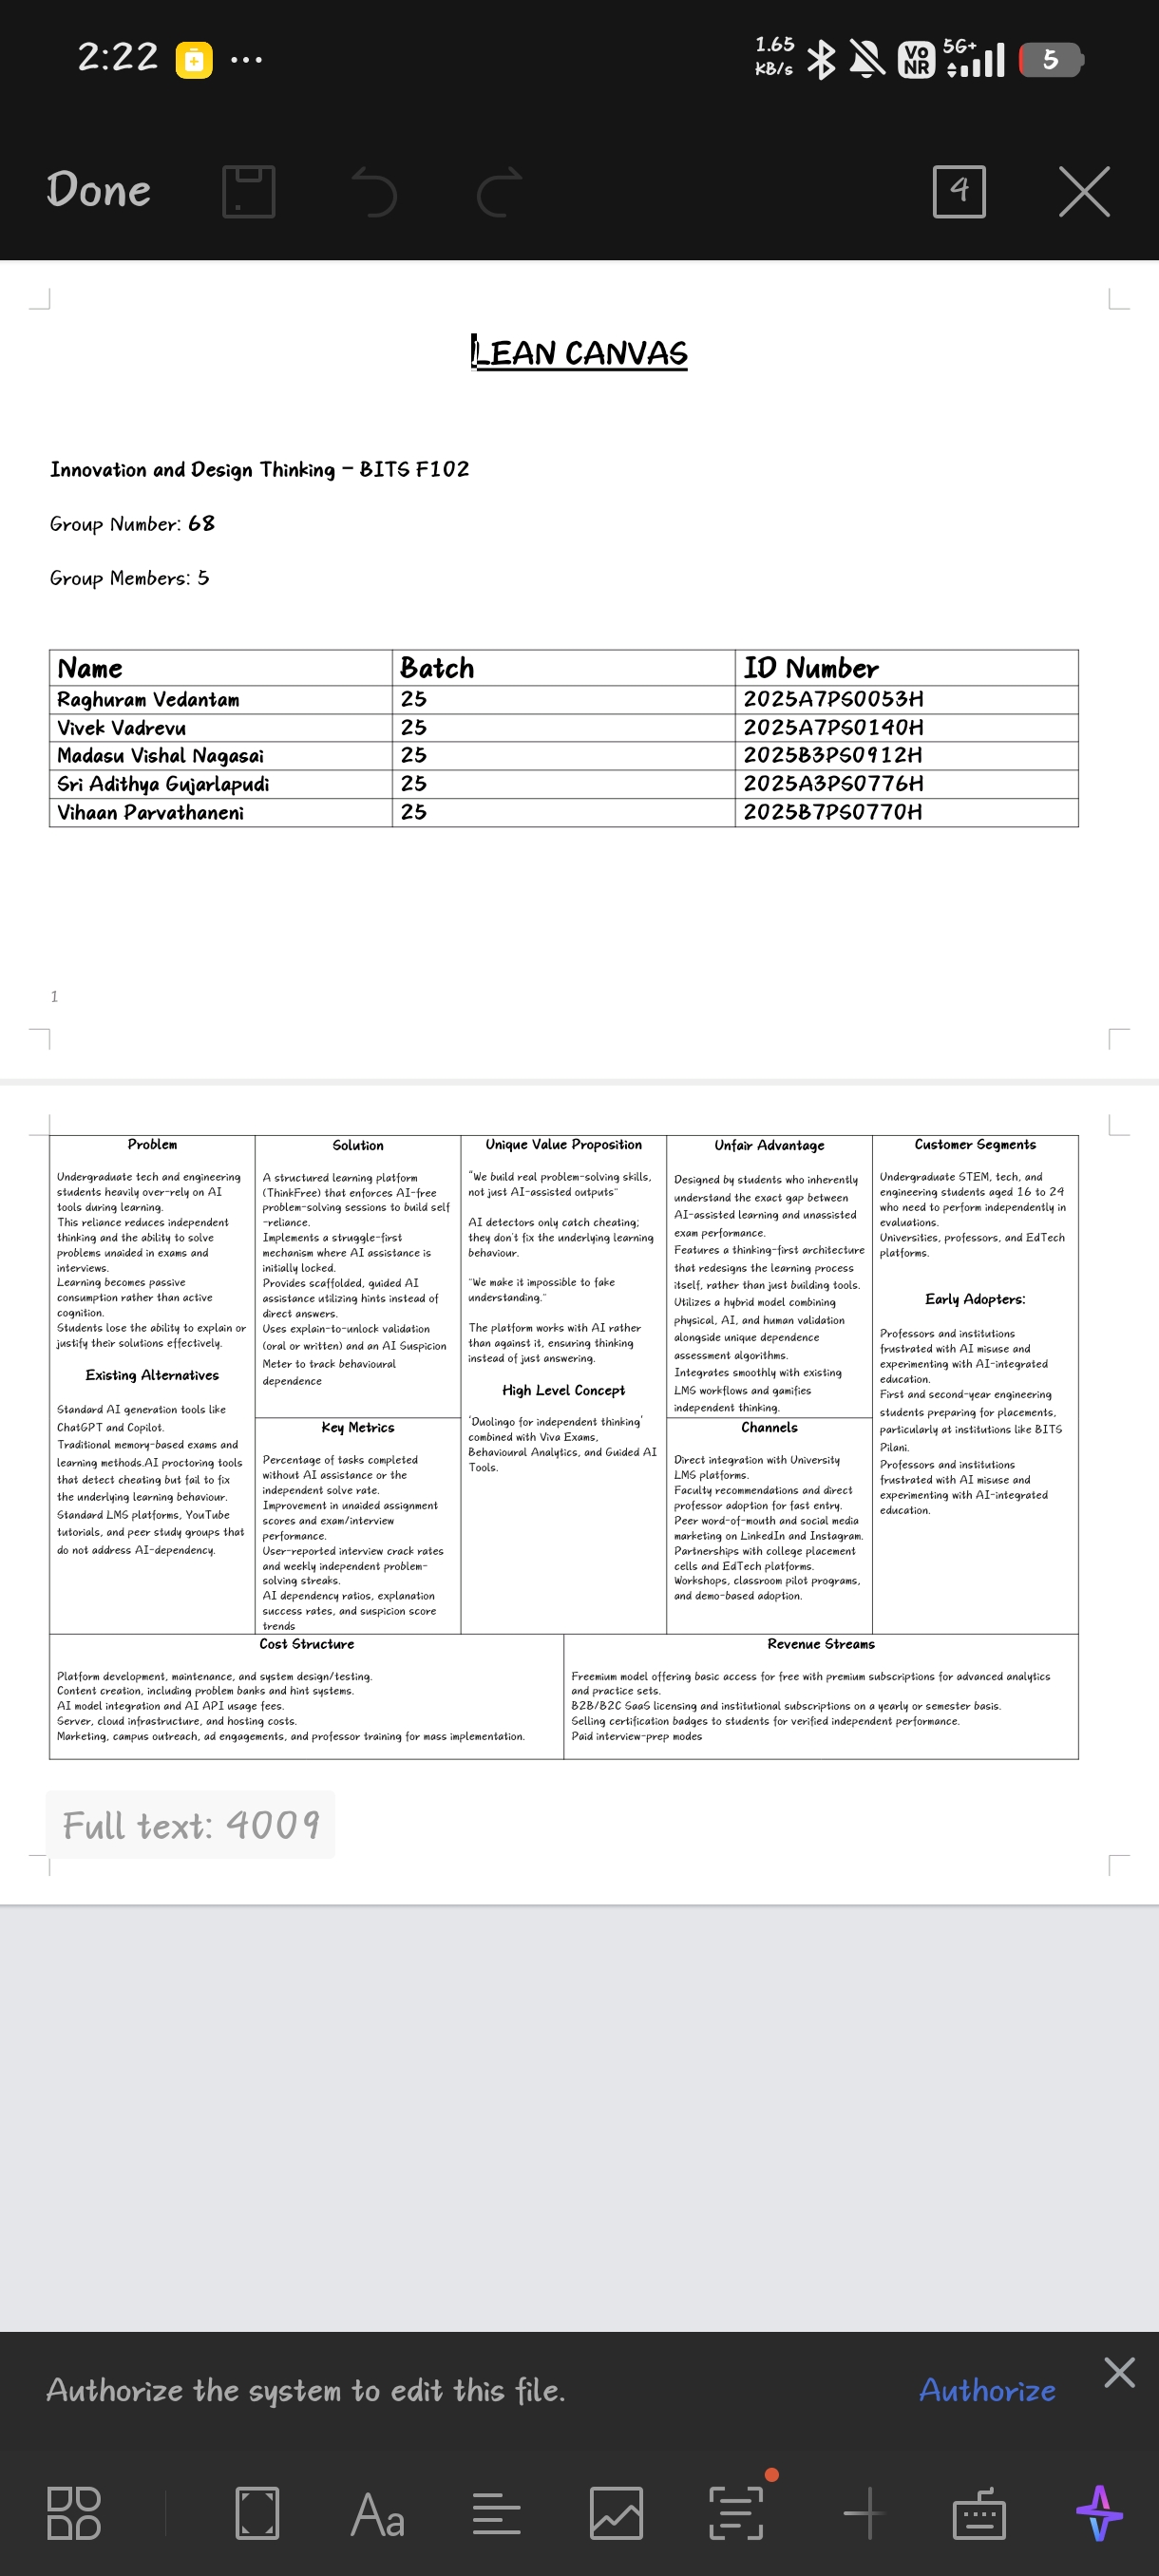 2:22 ... 1.65 KB/s VoNR 5G+ 5
Done 4
LEAN CANVAS
Innovation and Design Thinking – BITS F102
Group Number: 68
Group Members: 5
Name Batch ID Number
Raghuram Vedantam 25 2025A7PS0053H
Vivek Vadrevu 25 2025A7PS0140H
Madasu Vishal Nagasai 25 2025B3PS0912H
Sri Adithya Gujarlapudi 25 2025A3PS0776H
Vihaan Parvathaneni 25 2025B7PS0770H
1
Problem
Undergraduate tech and engineering
students heavily over-rely on AI
tools during learning.
This reliance reduces independent
thinking and the ability to solve
problems unaided in exams and
interviews.
Learning becomes passive
consumption rather than active
cognition.
Students lose the ability to explain or
justify their solutions effectively.
Existing Alternatives
Standard AI generation tools like
ChatGPT and Copilot.
Traditional memory-based exams and
learning methods.AI proctoring tools
that detect cheating but fail to fix
the underlying learning behaviour.
Standard LMS platforms, YouTube
tutorials, and peer study groups that
do not address AI-dependency.
Solution
A structured learning platform
(ThinkFree) that enforces AI-free
problem-solving sessions to build self
-reliance.
Implements a struggle-first
mechanism where AI assistance is
initially locked.
Provides scaffolded, guided AI
assistance utilizing hints instead of
direct answers.
Uses explain-to-unlock validation
(oral or written) and an AI Suspicion
Meter to track behavioural
dependence
Key Metrics
Percentage of tasks completed
without AI assistance or the
independent solve rate.
Improvement in unaided assignment
scores and exam/interview
performance.
User-reported interview crack rates
and weekly independent problem-
solving streaks.
AI dependency ratios, explanation
success rates, and suspicion score
trends
Unique Value Proposition
"We build real problem-solving skills,
not just AI-assisted outputs"
AI detectors only catch cheating;
they don't fix the underlying learning
behaviour.
"We make it impossible to fake
understanding."
The platform works with AI rather
than against it, ensuring thinking
instead of just answering.
High Level Concept
'Duolingo for independent thinking'
combined with Viva Exams,
Behavioural Analytics, and Guided AI
Tools.
Unfair Advantage
Designed by students who inherently
understand the exact gap between
AI-assisted learning and unassisted
exam performance.
Features a thinking-first architecture
that redesigns the learning process
itself, rather than just building tools.
Utilizes a hybrid model combining
physical, AI, and human validation
alongside unique dependence
assessment algorithms.
Integrates smoothly with existing
LMS workflows and gamifies
independent thinking.
Channels
Direct integration with University
LMS platforms.
Faculty recommendations and direct
professor adoption for fast entry.
Peer word-of-mouth and social media
marketing on LinkedIn and Instagram.
Partnerships with college placement
cells and EdTech platforms.
Workshops, classroom pilot programs,
and demo-based adoption.
Customer Segments
Undergraduate STEM, tech, and
engineering students aged 16 to 24
who need to perform independently in
evaluations.
Universities, professors, and EdTech
platforms.
Early Adopters:
Professors and institutions
frustrated with AI misuse and
experimenting with AI-integrated
education.
First and second-year engineering
students preparing for placements,
particularly at institutions like BITS
Pilani.
Professors and institutions
frustrated with AI misuse and
experimenting with AI-integrated
education.
Cost Structure
Platform development, maintenance, and system design/testing.
Content creation, including problem banks and hint systems.
AI model integration and AI API usage fees.
Server, cloud infrastructure, and hosting costs.
Marketing, campus outreach, ad engagements, and professor training for mass implementation.
Revenue Streams
Freemium model offering basic access for free with premium subscriptions for advanced analytics
and practice sets.
B2B/B2C SaaS licensing and institutional subscriptions on a yearly or semester basis.
Selling certification badges to students for verified independent performance.
Paid interview-prep modes
Full text: 4009
Authorize the system to edit this file. Authorize
Aa